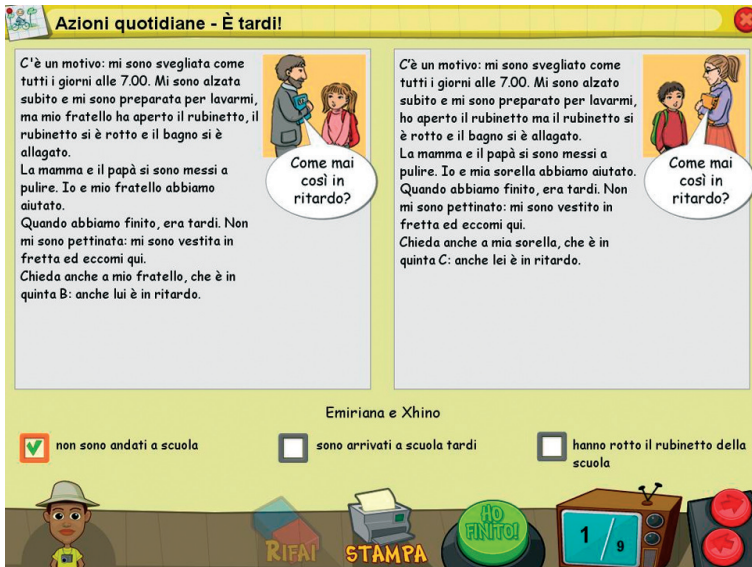 Azioni quotidiane - È tardi!
C'è un motivo: mi sono svegliata come
tutti i giorni alle 7.00. Mi sono alzata
subito e mi sono preparata per lavarmi,
ma mio fratello ha aperto il rubinetto, il
rubinetto si è rotto e il bagno si è
allagato.
La mamma e il papà si sono messi a
pulire. Io e mio fratello abbiamo
aiutato.
Quando abbiamo finito, era tardi. Non
mi sono pettinata: mi sono vestita in
fretta ed eccomi qui.
Chieda anche a mio fratello, che è in
quinta B: anche lui è in ritardo.
Come mai
così in
ritardo?
C'è un motivo: mi sono svegliato come
tutti i giorni alle 7.00. Mi sono alzato
subito e mi sono preparato per lavarmi,
ho aperto il rubinetto ma il rubinetto si
è rotto e il bagno si è allagato.
La mamma e il papà si sono messi a
pulire. Io e mia sorella abbiamo aiutato.
Quando abbiamo finito, era tardi. Non
mi sono pettinato: mi sono vestito in
fretta ed eccomi qui.
Chieda anche a mia sorella, che è in
quinta C: anche lei è in ritardo.
Come mai
così in
ritardo?
Emiriana e Xhino
non sono andati a scuola
sono arrivati a scuola tardi
hanno rotto il rubinetto della
scuola
RIFAI
STAMPA
HO
FINITO!
1/9